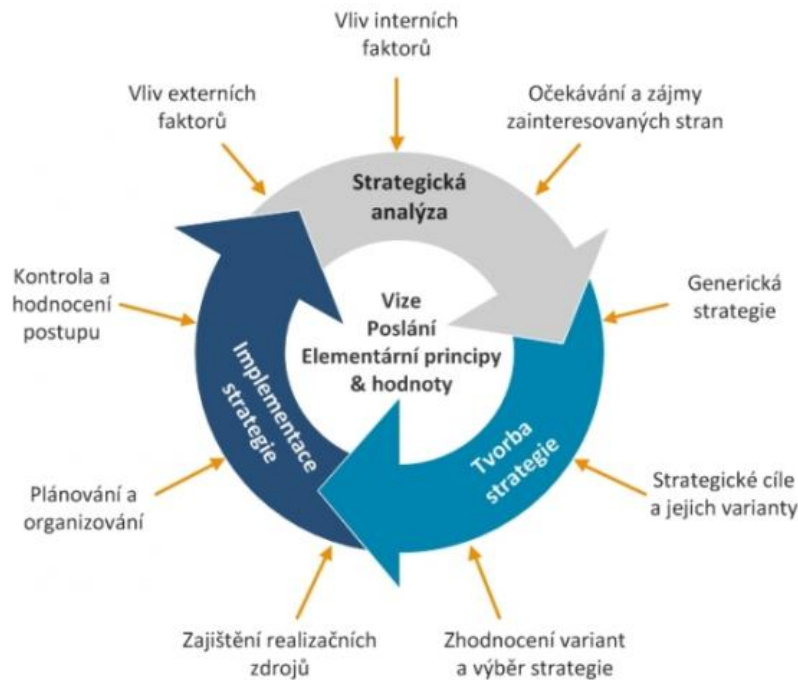 Vliv interních
faktorů
Vliv externích
faktorů
Očekávání a zájmy
zainteresovaných stran
Strategická
analýza
Kontrola a
hodnocení
postupu
Generická
strategie
Vize
Poslání
Elementární principy
& hodnoty
Implementace
strategie
Tvorba
strategie
Plánování a
organizování
Strategické cíle
a jejich varianty
Zajištění realizačních
zdrojů
Zhodnocení variant
a výběr strategie